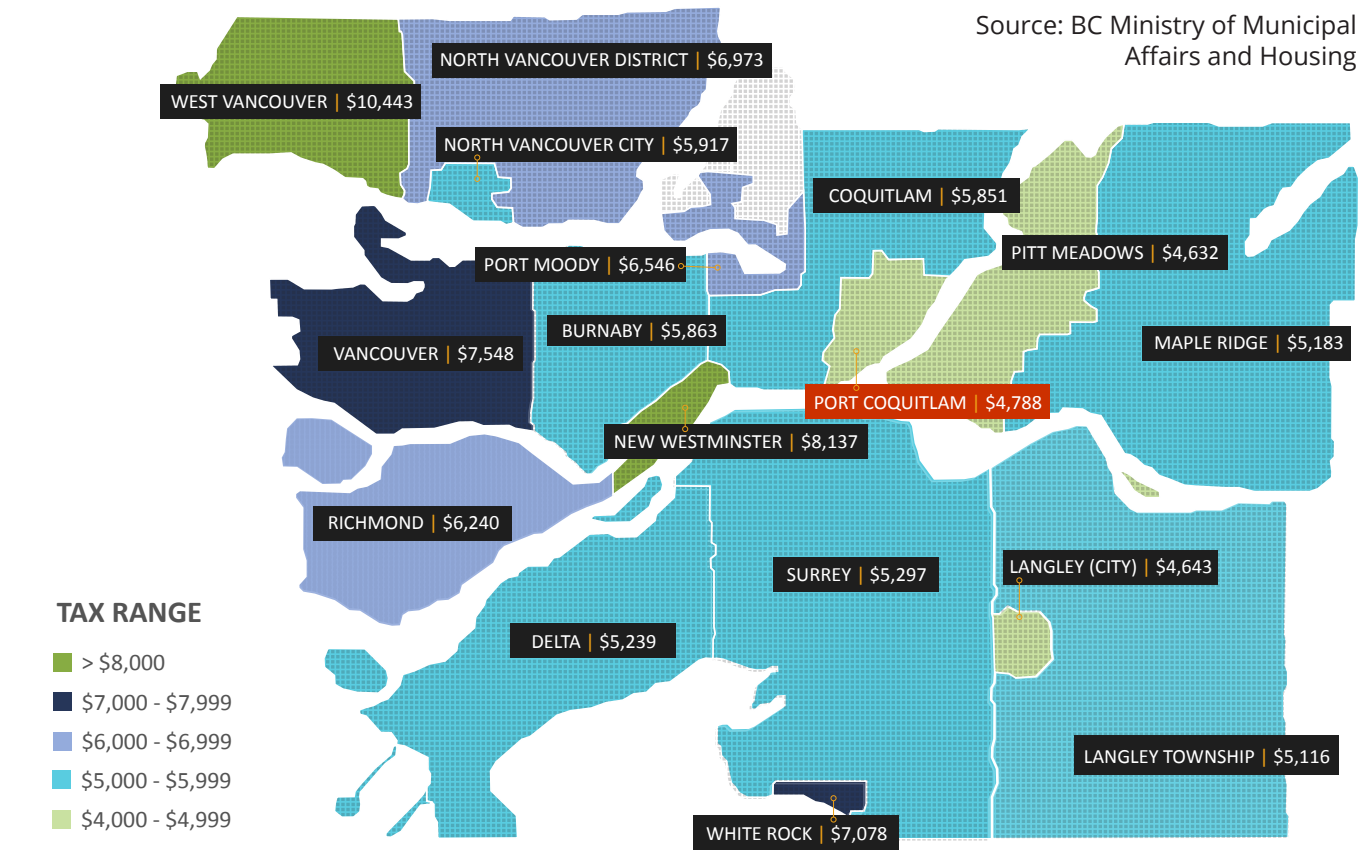 Source: BC Ministry of Municipal
Affairs and Housing
NORTH VANCOUVER DISTRICT | $6,973
WEST VANCOUVER | $10,443
NORTH VANCOUVER CITY | $5,917
COQUITLAM | $5,851
PITT MEADOWS | $4,632
PORT MOODY | $6,546
BURNABY | $5,863
VANCOUVER | $7,548
MAPLE RIDGE | $5,183
PORT COQUITLAM | $4,788
NEW WESTMINSTER | $8,137
RICHMOND | $6,240
SURREY | $5,297
LANGLEY (CITY) | $4,643
DELTA | $5,239
LANGLEY TOWNSHIP | $5,116
WHITE ROCK | $7,078
TAX RANGE
> $8,000
$7,000 - $7,999
$6,000 - $6,999
$5,000 - $5,999
$4,000 - $4,999